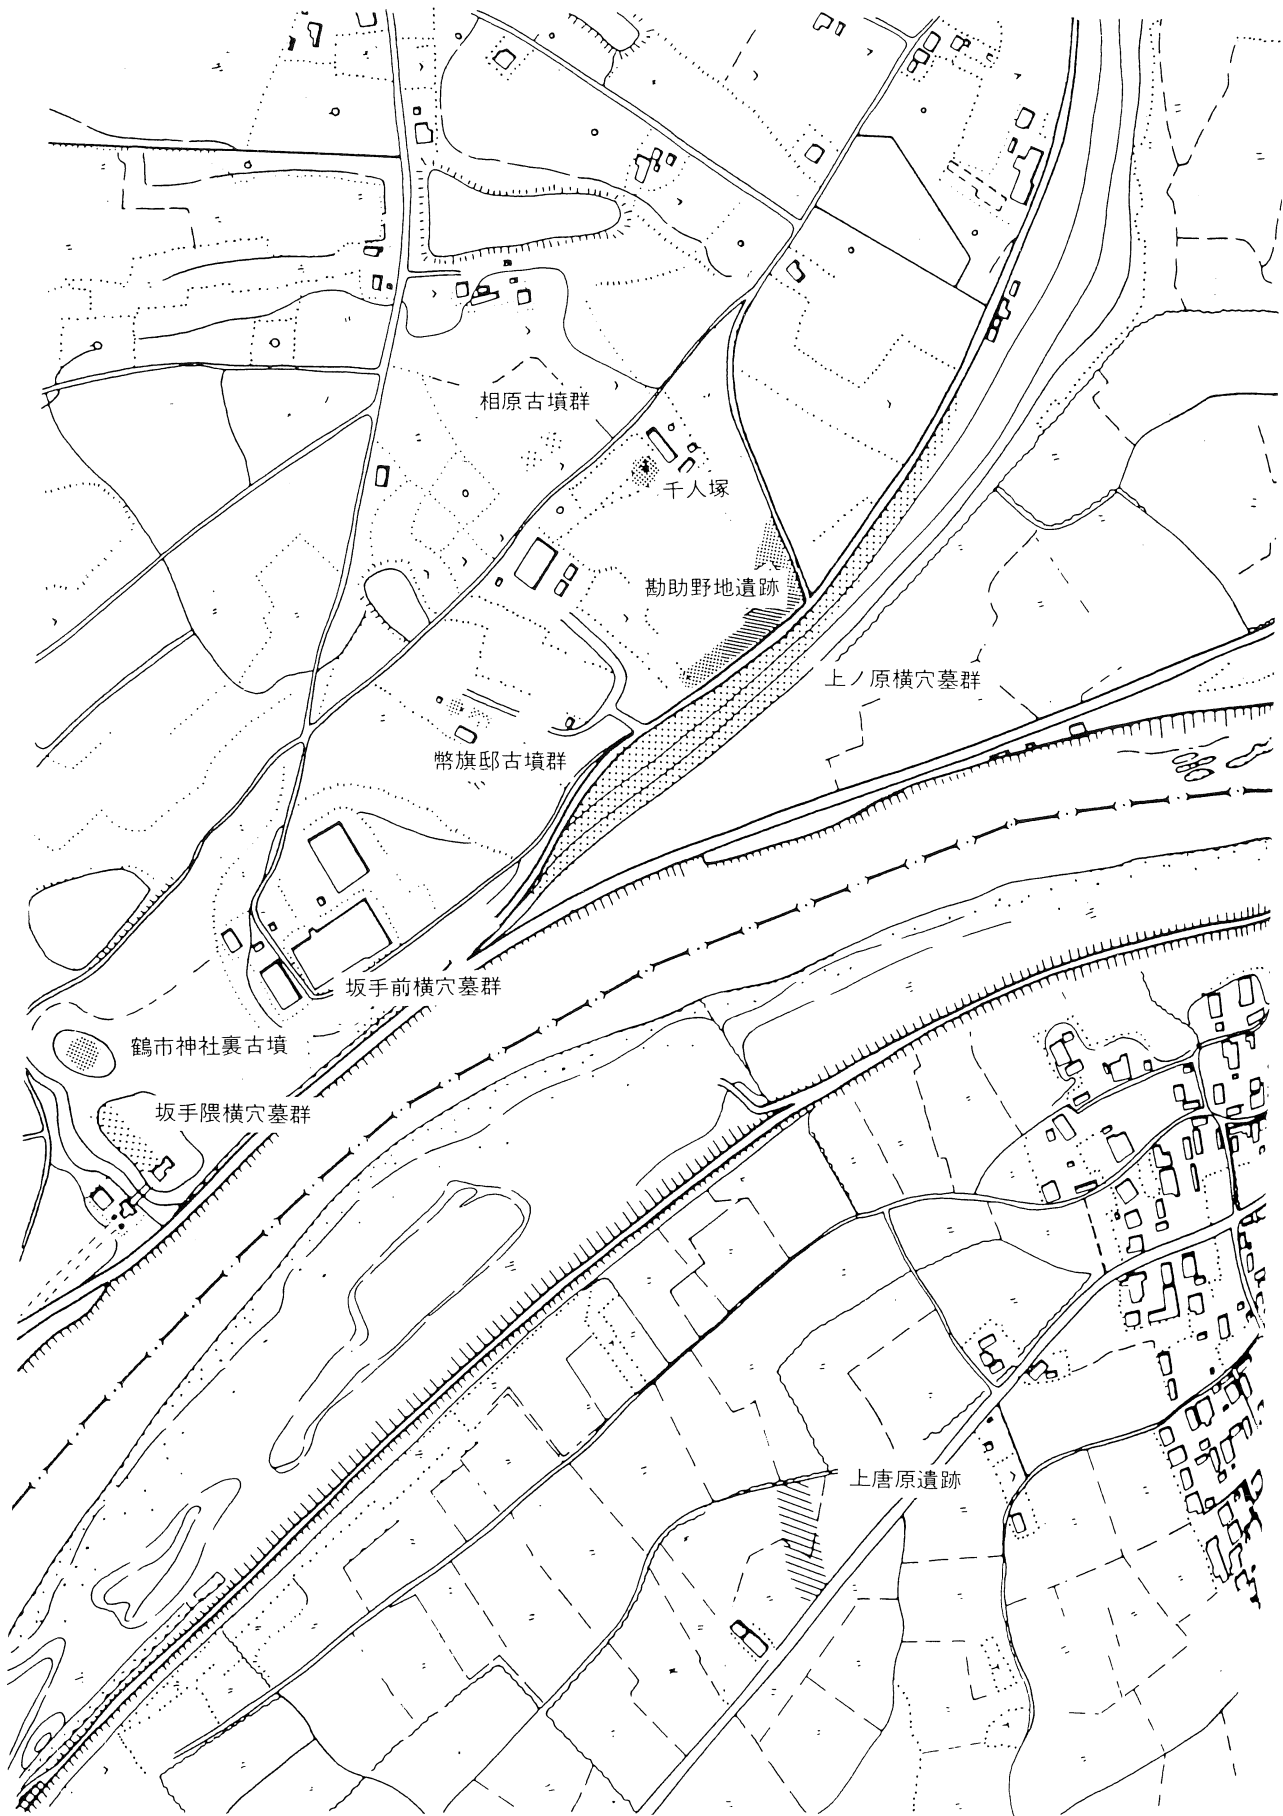 相原古墳群
千人塚
勘助野地遺跡
上ノ原横穴墓群
幣旗邸古墳群
坂手前横穴墓群
鶴市神社裏古墳
坂手隈横穴墓群
上唐原遺跡